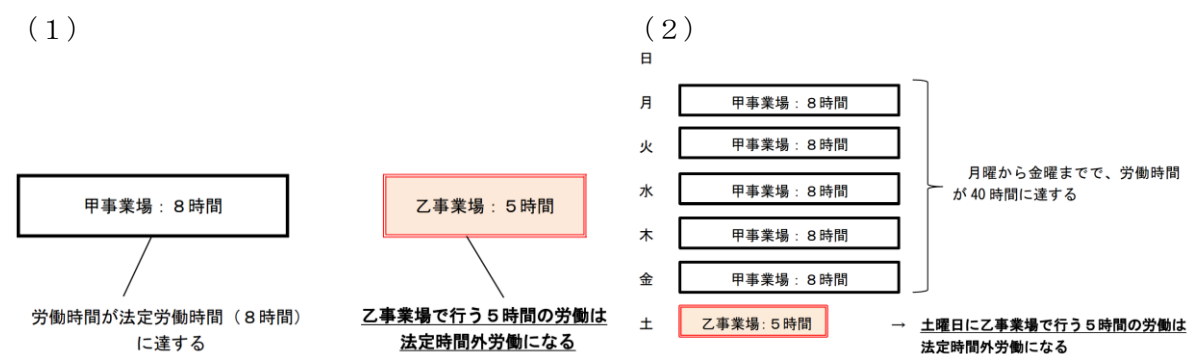 (１)
甲事業場：８時間
乙事業場：５時間
労働時間が法定労働時間（８時間）
に達する
乙事業場で行う５時間の労働は
法定時間外労働になる
(２)
日
月
甲事業場：８時間
火
甲事業場：８時間
水
甲事業場：８時間
木
甲事業場：８時間
金
甲事業場：８時間
月曜から金曜までで、労働時間
が 40 時間に達する
土
乙事業場：５時間
→ 土曜日に乙事業場で行う５時間の労働は
法定時間外労働になる